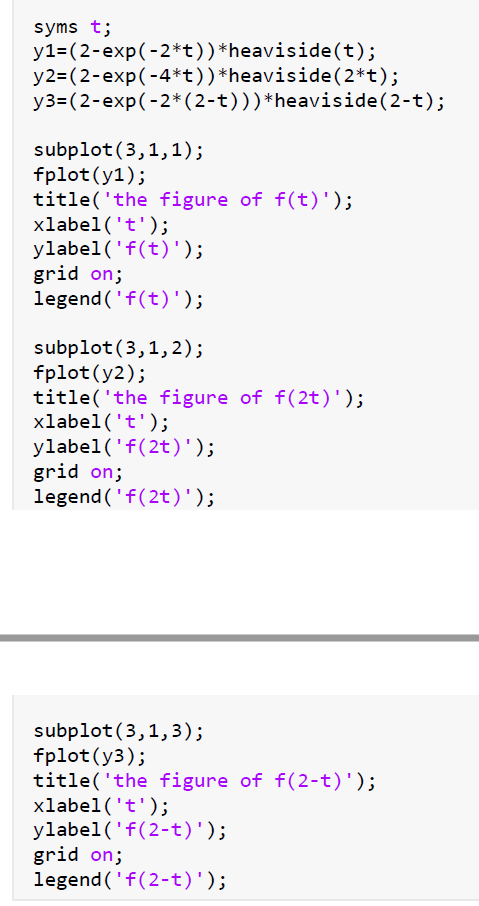 syms t;
y1=(2-exp(-2*t))*heaviside(t);
y2=(2-exp(-4*t))*heaviside(2*t);
y3=(2-exp(-2*(2-t)))*heaviside(2-t);
subplot(3,1,1);
fplot(y1);
title('the figure of f(t)');
xlabel('t');
ylabel('f(t)');
grid on;
legend('f(t)');
subplot(3,1,2);
fplot(y2);
title('the figure of f(2t)');
xlabel('t');
ylabel('f(2t)');
grid on;
legend('f(2t)');
subplot(3,1,3);
fplot(y3);
title('the figure of f(2-t)');
xlabel('t');
ylabel('f(2-t)');
grid on;
legend('f(2-t)');